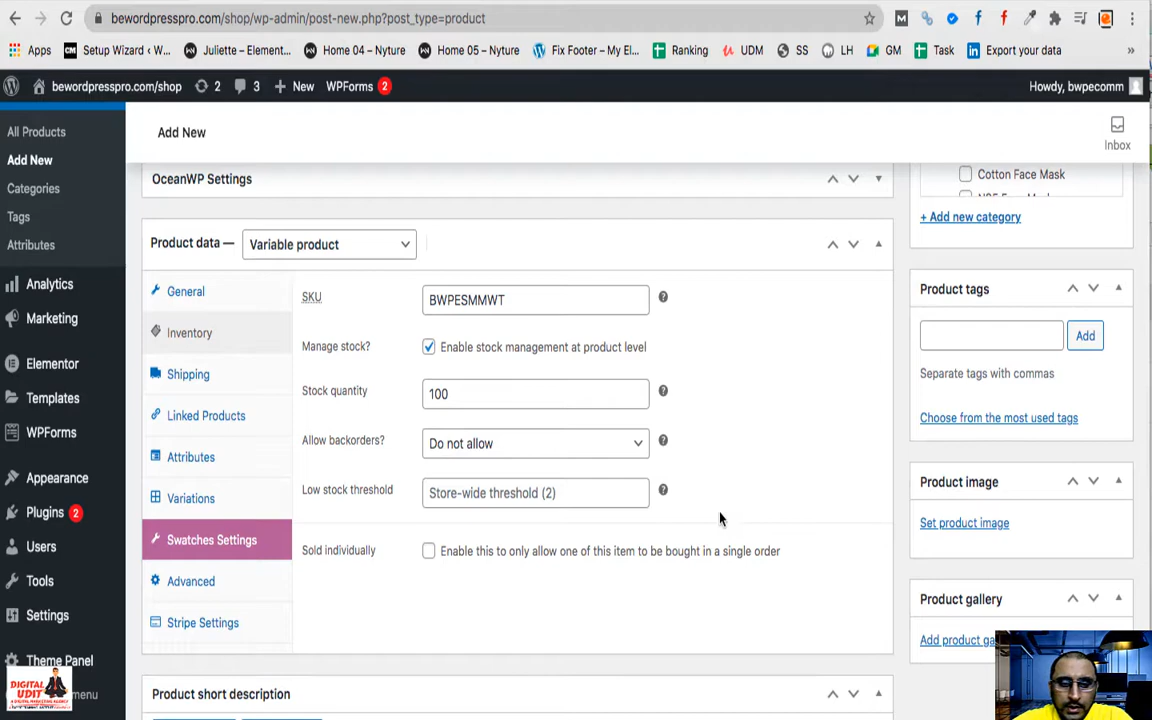 bewordpresspro.com/shop/wp-admin/post-new.php?post_type=product
Apps Setup Wizard ‹ W... Juliette – Element... Home 04 – Nyture Home 05 – Nyture Fix Footer – My El... Ranking UDM SS LH GM Task Export your data »
bewordpresspro.com/shop 2 3 + New WPForms 2 Howdy, bwpecomm
All Products
Add New
Categories
Tags
Attributes
Analytics
Marketing
Elementor
Templates
WPForms
Appearance
Plugins 2
Users
Tools
Settings
Theme Panel
menu
DIGITAL
UDIT
Add New
Inbox
OceanWP Settings
Product data — Variable product
General
Inventory
Shipping
Linked Products
Attributes
Variations
Swatches Settings
Advanced
Stripe Settings
SKU BWPESMMWT
Manage stock? Enable stock management at product level
Stock quantity 100
Allow backorders? Do not allow
Low stock threshold Store-wide threshold (2)
Sold individually Enable this to only allow one of this item to be bought in a single order
Product short description
Cotton Face Mask
+ Add new category
Product tags
Add
Separate tags with commas
Choose from the most used tags
Product image
Set product image
Product gallery
Add product ga